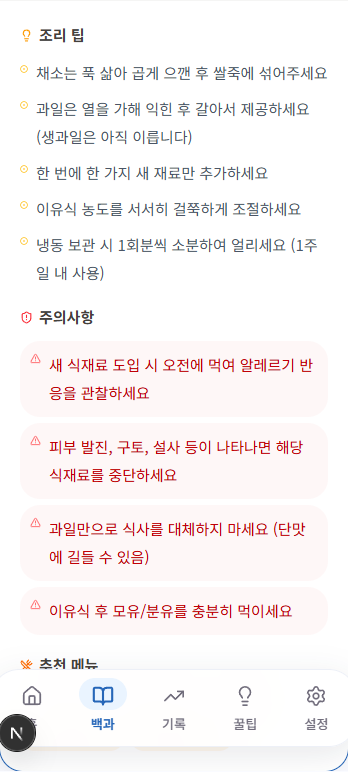 조리 팁
채소는 푹 삶아 곱게 으깬 후 쌀죽에 섞어주세요
과일은 열을 가해 익힌 후 갈아서 제공하세요
(생과일은 아직 이릅니다)
한 번에 한 가지 새 재료만 추가하세요
이유식 농도를 서서히 걸쭉하게 조절하세요
냉동 보관 시 1회분씩 소분하여 얼리세요 (1주
일 내 사용)
주의사항
새 식재료 도입 시 오전에 먹여 알레르기 반
응을 관찰하세요
피부 발진, 구토, 설사 등이 나타나면 해당
식재료를 중단하세요
과일만으로 식사를 대체하지 마세요 (단맛
에 길들 수 있음)
이유식 후 모유/분유를 충분히 먹이세요
추천 메뉴
백과
기록
꿀팁
설정
N